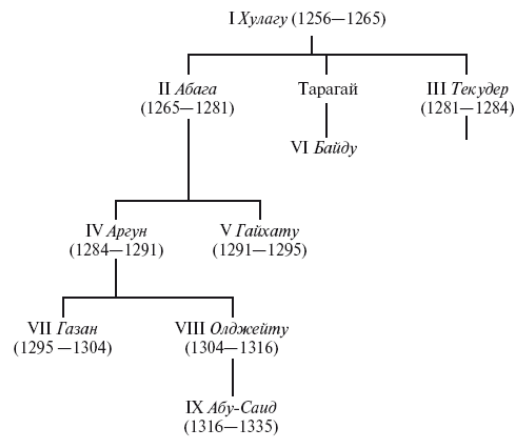 I Хулагу (1256—1265)
II Абага
(1265—1281)
Тарагай
III Текудер
(1281—1284)
VI Байду
IV Аргун
(1284—1291)
V Гайхату
(1291—1295)
VII Газан
(1295—1304)
VIII Олджейту
(1304—1316)
IX Абу-Саид
(1316—1335)